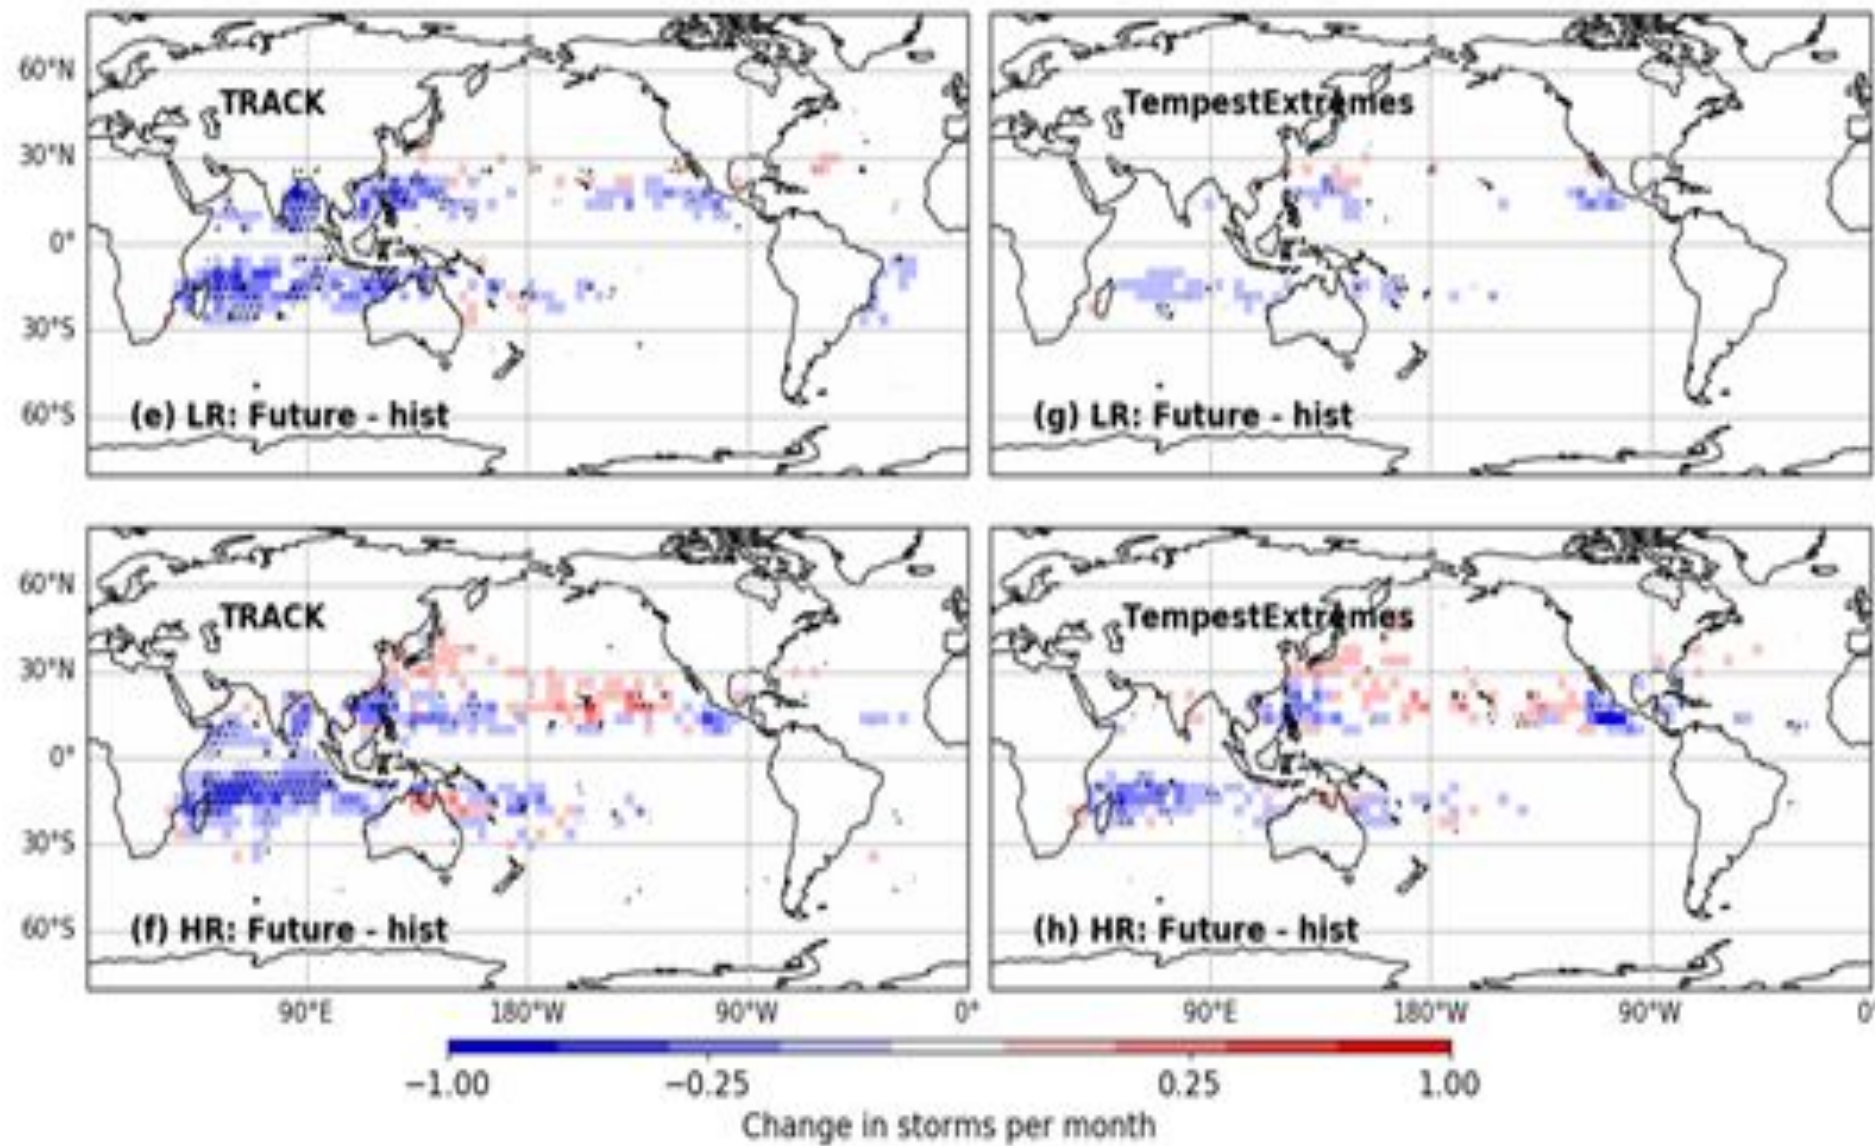 60°N
30°N
0°
30°S
60°S
TRACK
(e) LR: Future - hist
TempestExtremes
(g) LR: Future - hist
60°N
30°N
0°
30°S
60°S
TRACK
(f) HR: Future - hist
TempestExtremes
(h) HR: Future - hist
90°E 180°W 90°W 0°
90°E 180°W 90°W 0°
−1.00 −0.25 0.25 1.00
Change in storms per month